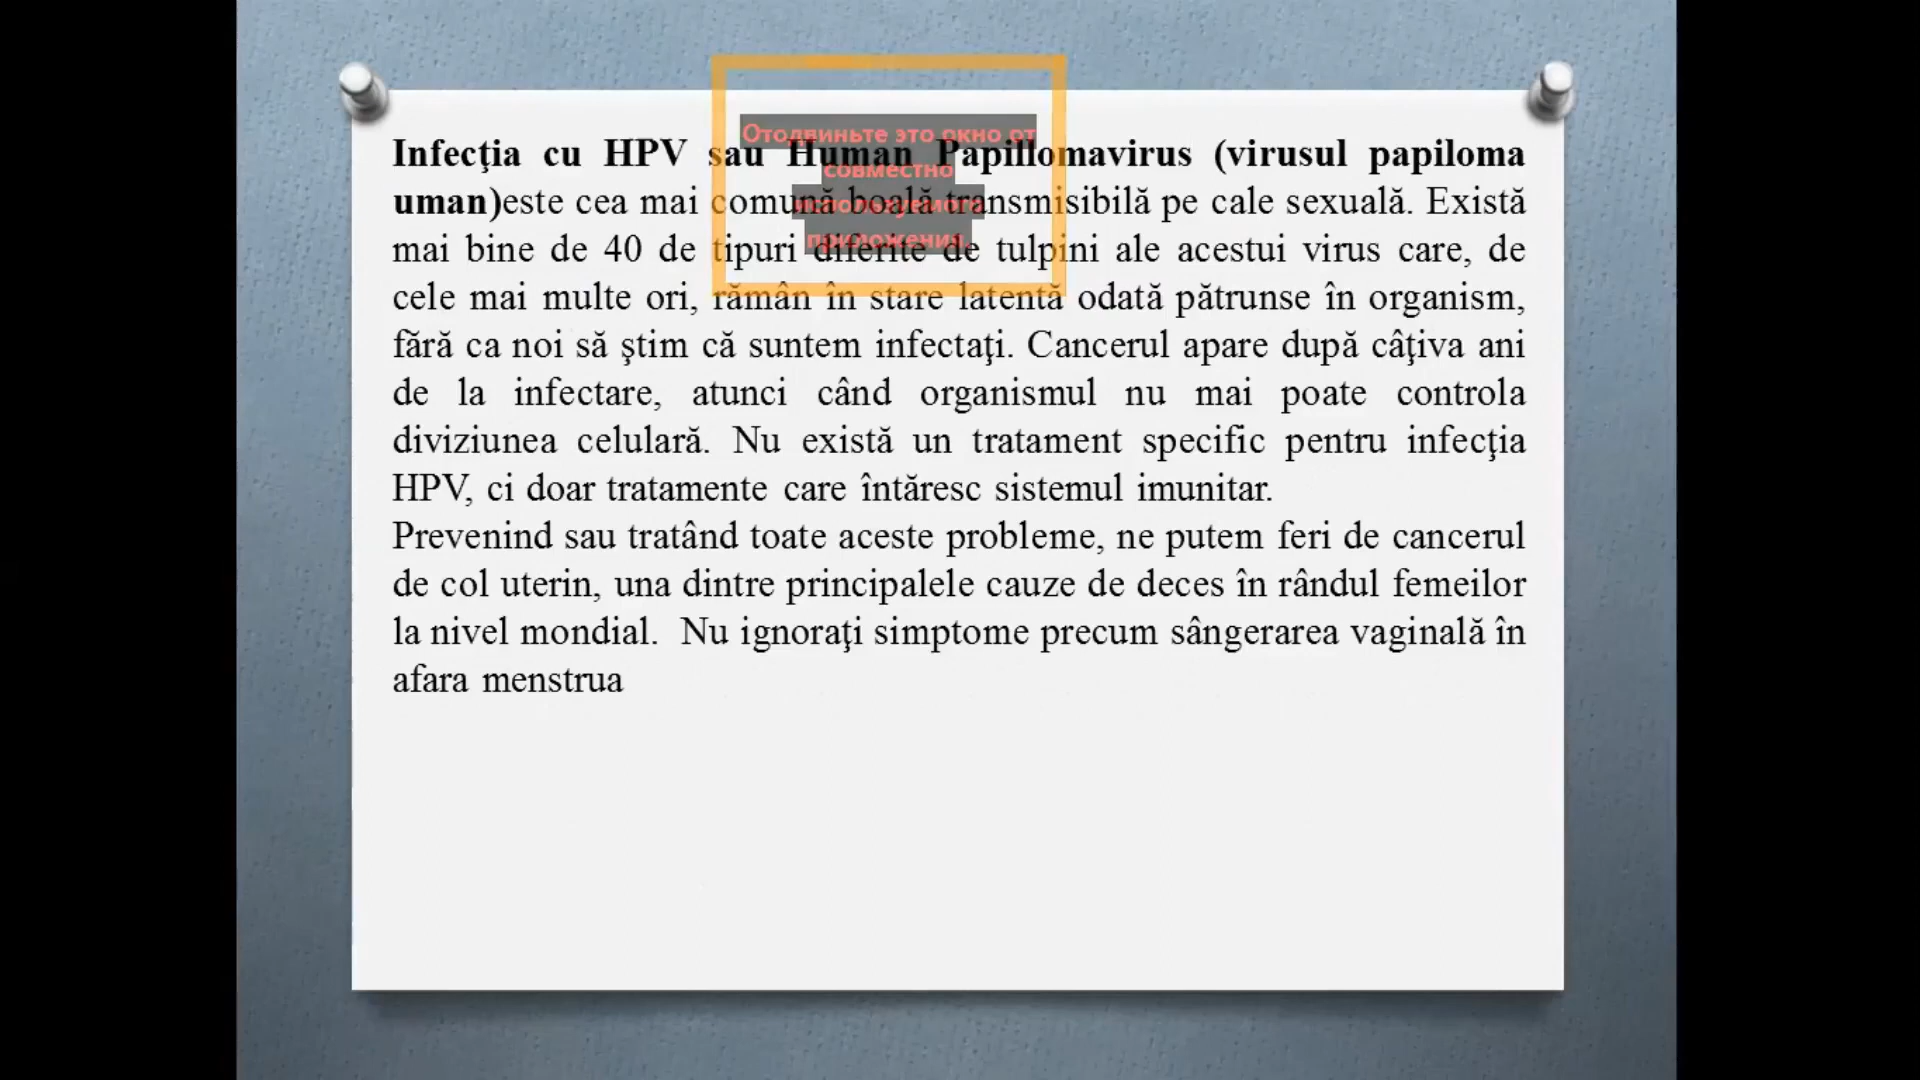 Infecţia cu HPV sau Human Papillomavirus (virusul papiloma
uman)este cea mai comună boală transmisibilă pe cale sexuală. Există
mai bine de 40 de tipuri diferite de tulpini ale acestui virus care, de
cele mai multe ori, rămân în stare latentă odată pătrunse în organism,
fără ca noi să ştim că suntem infectaţi. Cancerul apare după câţiva ani
de la infectare, atunci când organismul nu mai poate controla
diviziunea celulară. Nu există un tratament specific pentru infecţia
HPV, ci doar tratamente care întăresc sistemul imunitar.
Prevenind sau tratând toate aceste probleme, ne putem feri de cancerul
de col uterin, una dintre principalele cauze de deces în rândul femeilor
la nivel mondial. Nu ignoraţi simptome precum sângerarea vaginală în
afara menstrua
Отодвиньте это окно от
совместно
используемого
приложения.